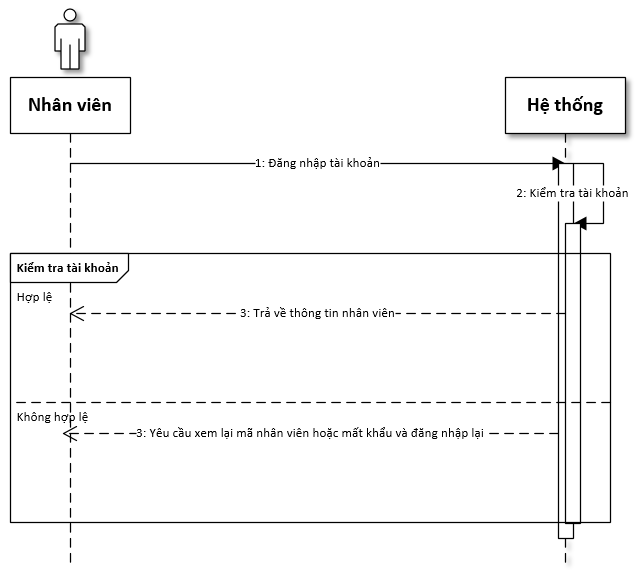 Nhân viên
Hệ thống
1: Đăng nhập tài khoản
2: Kiểm tra tài khoản
Kiểm tra tài khoản
Hợp lệ
3: Trả về thông tin nhân viên
Không hợp lệ
3: Yêu cầu xem lại mã nhân viên hoặc mất khẩu và đăng nhập lại